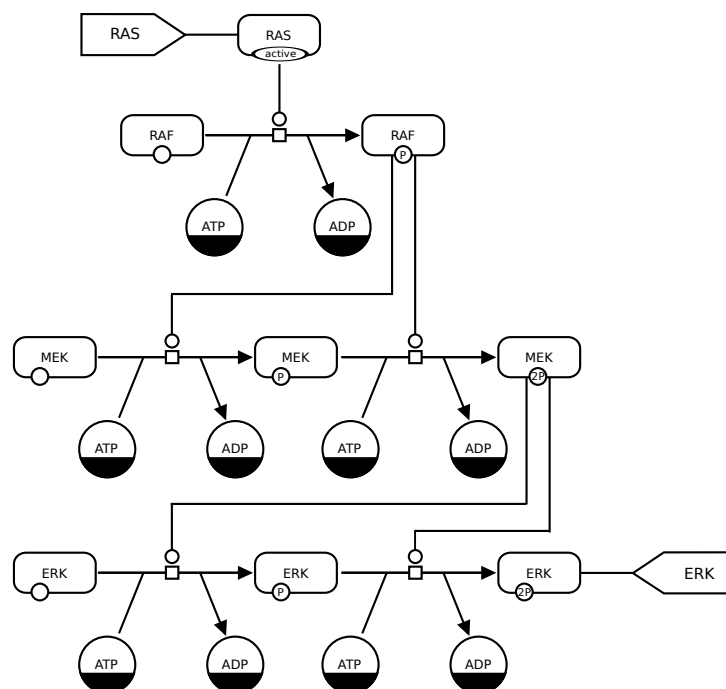 RAS
RAS
active
RAF
RAF
P
ATP
ADP
MEK
MEK
MEK
P
2P
ATP
ADP
ATP
ADP
ERK
ERK
ERK
ERK
P
2P
ATP
ADP
ATP
ADP